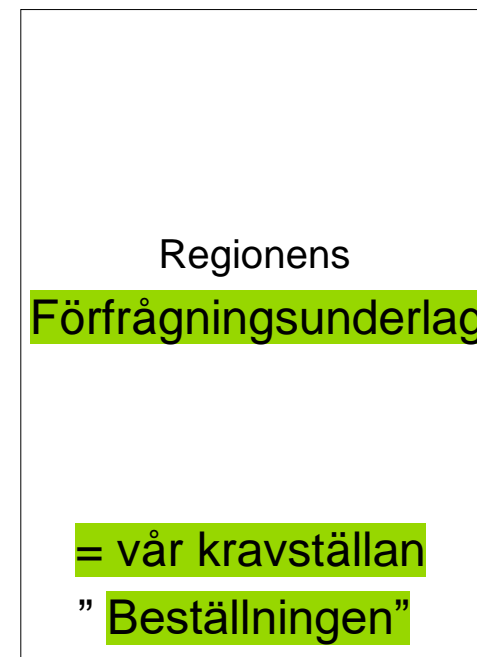 Regionens
Förfrågningsunderlag
= vår kravställan
” Beställningen”